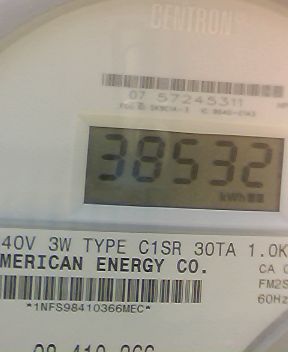 CENTRON
07 57245311
38532
kWh
40V 3W TYPE C1SR 30TA 1.0K
MERICAN ENERGY CO.
CA 0
FM2S
60Hz
*1NFS98410366MEC*